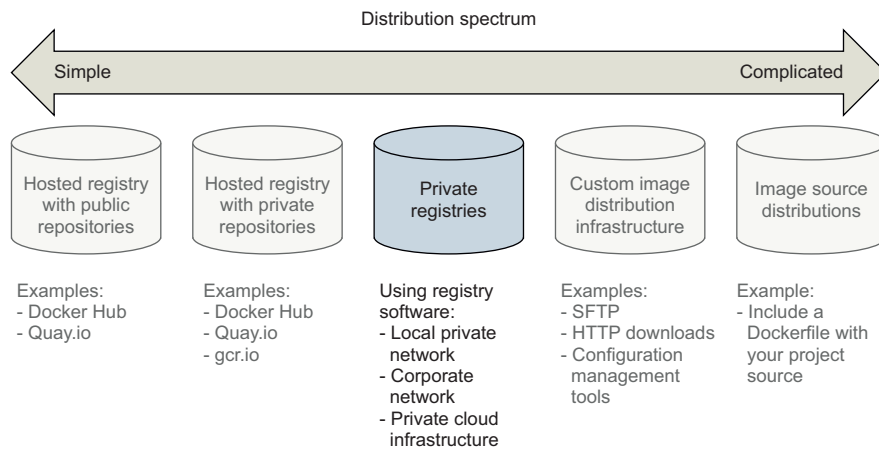 Distribution spectrum
Simple
Complicated
Hosted registry
with public
repositories
Hosted registry
with private
repositories
Private
registries
Custom image
distribution
infrastructure
Image source
distributions
Examples:
- Docker Hub
- Quay.io
Examples:
- Docker Hub
- Quay.io
- gcr.io
Using registry
software:
- Local private
network
- Corporate
network
- Private cloud
infrastructure
Examples:
- SFTP
- HTTP downloads
- Configuration
management
tools
Example:
- Include a
Dockerfile with
your project
source